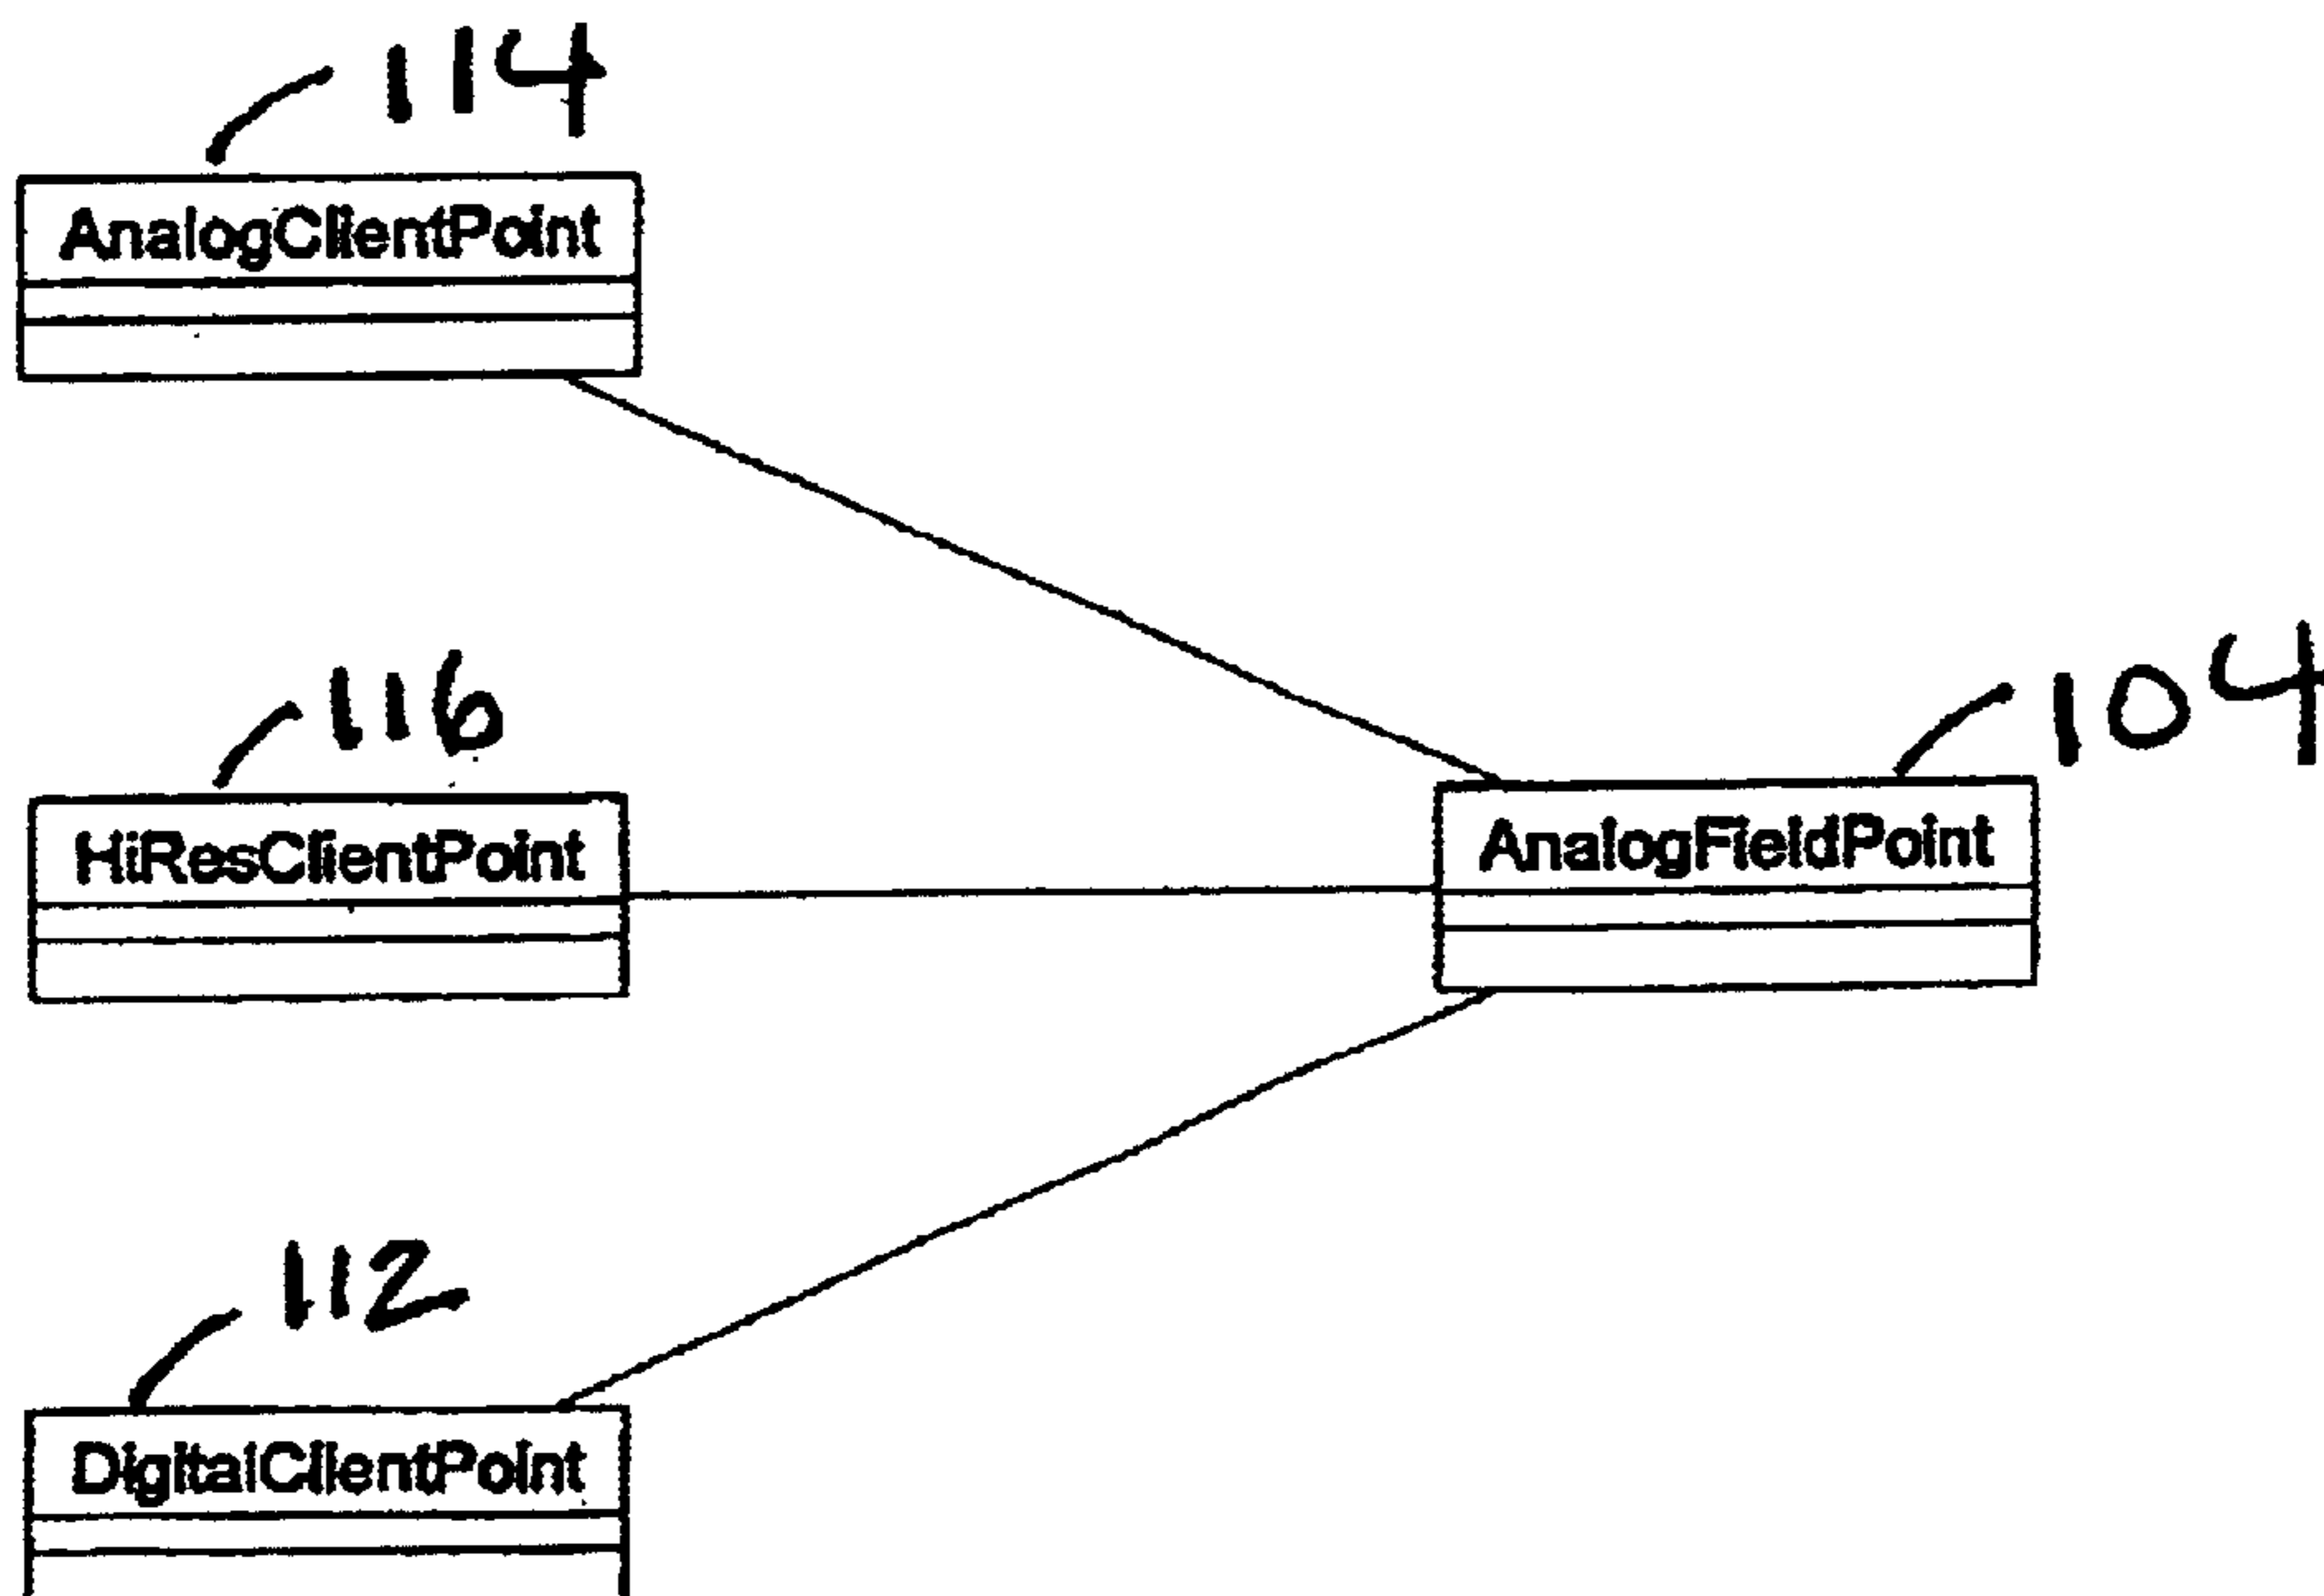 114
AnalogClientPoint
116
104
HiResClientPoint
AnalogFieldPoint
112
DigitalClientPoint